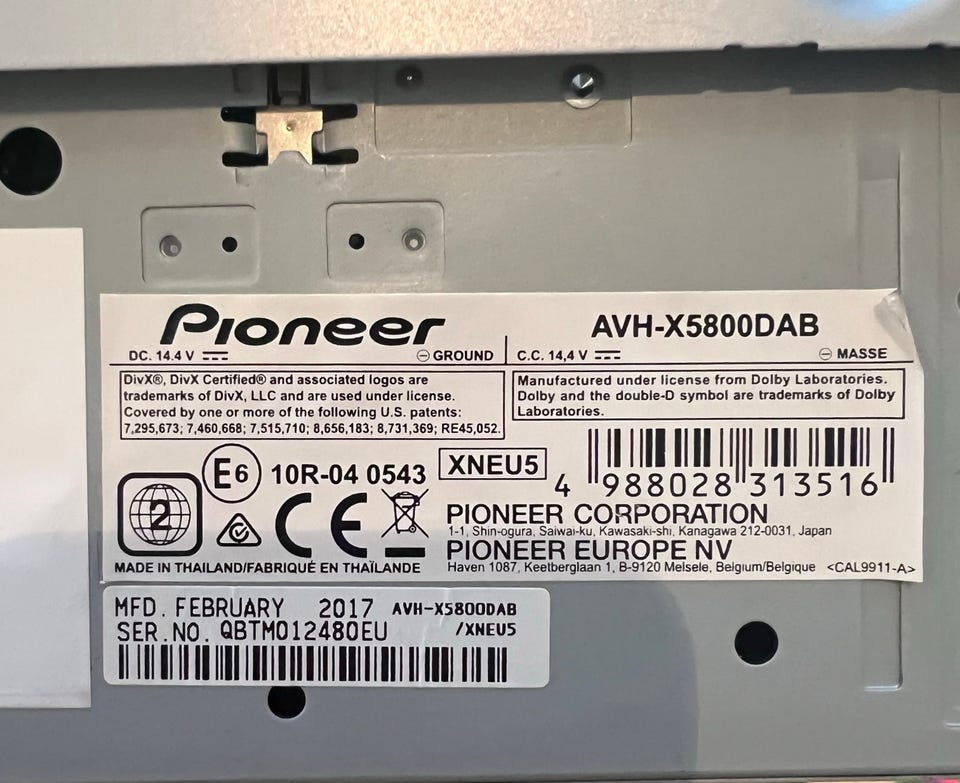 Pioneer
AVH-X5800DAB
DC. 14.4 V ⊖ GROUND
C.C. 14,4 V ⊖ MASSE
DivX®, DivX Certified® and associated logos are
trademarks of DivX, LLC and are used under license.
Covered by one or more of the following U.S. patents:
7,295,673; 7,460,668; 7,515,710; 8,656,183; 8,731,369; RE45,052.
Manufactured under license from Dolby Laboratories.
Dolby and the double-D symbol are trademarks of Dolby
Laboratories.
E6 10R-04 0543 XNEU5
4 988028 313516
2
CE
PIONEER CORPORATION
1-1, Shin-ogura, Saiwai-ku, Kawasaki-shi, Kanagawa 212-0031, Japan
PIONEER EUROPE NV
Haven 1087, Keetberglaan 1, B-9120 Melsele, Belgium/Belgique <CAL9911-A>
MADE IN THAILAND/FABRIQUÉ EN THAÏLANDE
MFD. FEBRUARY 2017 AVH-X5800DAB
SER.NO. QBTM012480EU /XNEU5